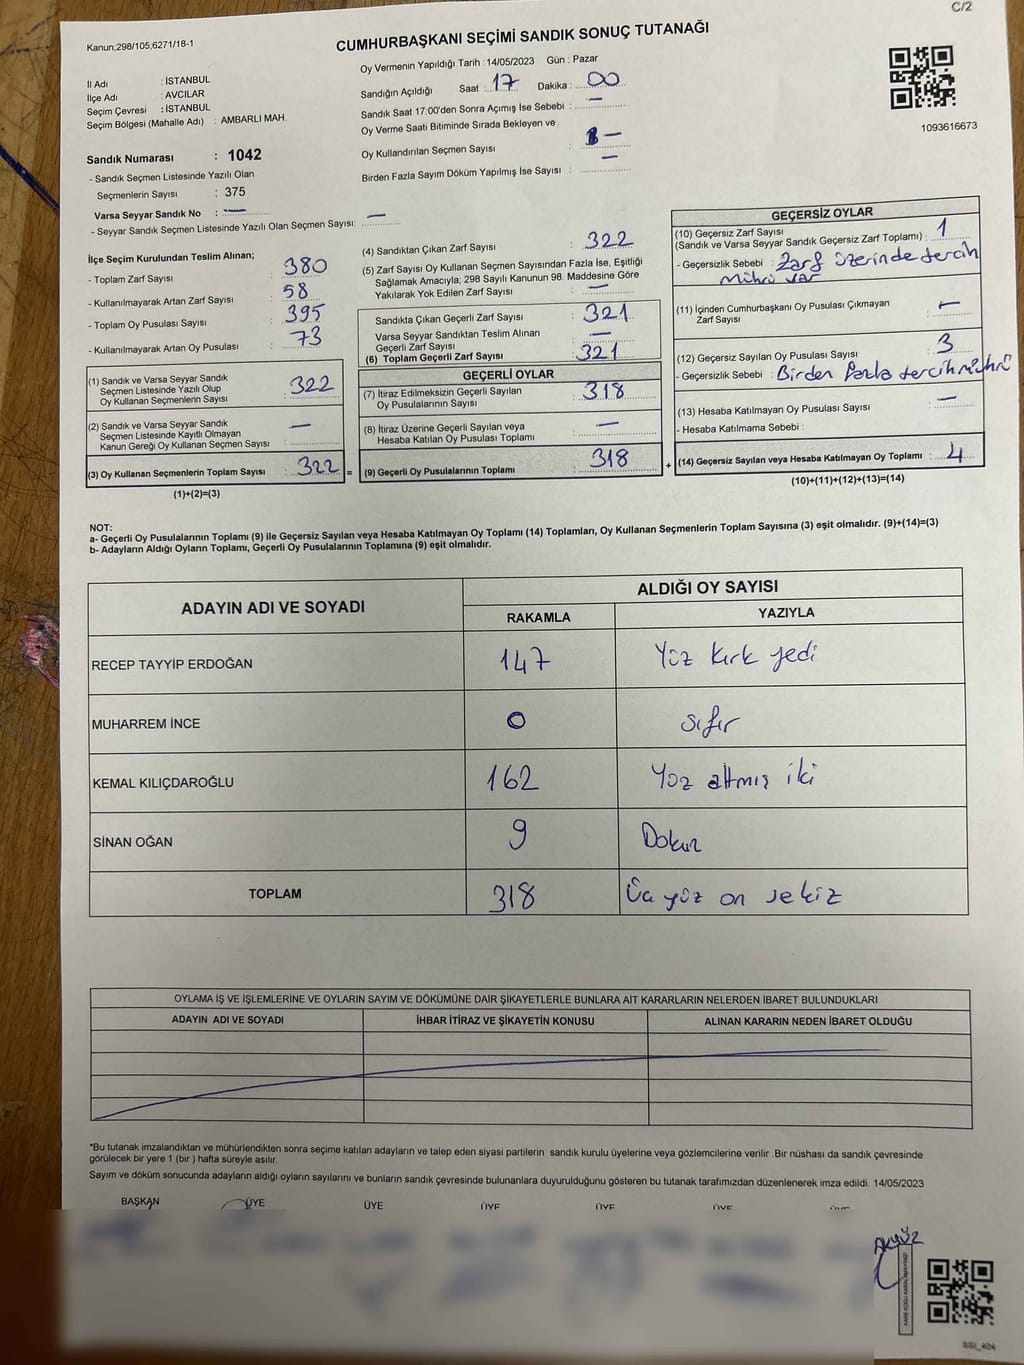 C/2
Kanun;298/105;6271/18-1
CUMHURBAŞKANI SEÇİMİ SANDIK SONUÇ TUTANAĞI
Oy Vermenin Yapıldığı Tarih :14/05/2023 Gün : Pazar
İl Adı : İSTANBUL
İlçe Adı : AVCILAR
Seçim Çevresi : İSTANBUL
Seçim Bölgesi (Mahalle Adı) : AMBARLI MAH.
Sandığın Açıldığı Saat : 17 Dakika : 00
Sandık Saat 17:00'den Sonra Açımış İse Sebebi : —
Oy Verme Saati Bitiminde Sırada Bekleyen ve
Oy Kullandırılan Seçmen Sayısı : —
Birden Fazla Sayım Döküm Yapılmış İse Sayısı : —
1093616673
Sandık Numarası : 1042
- Sandık Seçmen Listesinde Yazılı Olan
Seçmenlerin Sayısı : 375
Varsa Seyyar Sandık No : —
- Seyyar Sandık Seçmen Listesinde Yazılı Olan Seçmen Sayısı: —
İlçe Seçim Kurulundan Teslim Alınan;
- Toplam Zarf Sayısı : 380
- Kullanılmayarak Artan Zarf Sayısı : 58
- Toplam Oy Pusulası Sayısı : 395
- Kullanılmayarak Artan Oy Pusulası : 73
(1) Sandık ve Varsa Seyyar Sandık
Seçmen Listesinde Yazılı Olup
Oy Kullanan Seçmenlerin Sayısı : 322
(2) Sandık ve Varsa Seyyar Sandık
Seçmen Listesinde Kayıtlı Olmayan
Kanun Gereği Oy Kullanan Seçmen Sayısı : —
(3) Oy Kullanan Seçmenlerin Toplam Sayısı : 322 =
(1)+(2)=(3)
(4) Sandıktan Çıkan Zarf Sayısı : 322
(5) Zarf Sayısı Oy Kullanan Seçmen Sayısından Fazla İse, Eşitliği
Sağlamak Amacıyla; 298 Sayılı Kanunun 98. Maddesine Göre
Yakılarak Yok Edilen Zarf Sayısı : —
Sandıkta Çıkan Geçerli Zarf Sayısı : 321
Varsa Seyyar Sandıktan Teslim Alınan
Geçerli Zarf Sayısı : —
(6) Toplam Geçerli Zarf Sayısı : 321
GEÇERLİ OYLAR
(7) İtiraz Edilmeksizin Geçerli Sayılan
Oy Pusulalarının Sayısı : 318
(8) İtiraz Üzerine Geçerli Sayılan veya
Hesaba Katılan Oy Pusulası Toplamı : —
(9) Geçerli Oy Pusulalarının Toplamı : 318 +
GEÇERSİZ OYLAR
(10) Geçersiz Zarf Sayısı
(Sandık ve Varsa Seyyar Sandık Geçersiz Zarf Toplamı) : 1
- Geçersizlik Sebebi : Zarf üzerinde tercih
mührü var
(11) İçinden Cumhurbaşkanı Oy Pusulası Çıkmayan
Zarf Sayısı : —
(12) Geçersiz Sayılan Oy Pusulası Sayısı : 3
- Geçersizlik Sebebi : Birden fazla tercih mührü
(13) Hesaba Katılmayan Oy Pusulası Sayısı : —
- Hesaba Katılmama Sebebi :
(14) Geçersiz Sayılan veya Hesaba Katılmayan Oy Toplamı : 4
(10)+(11)+(12)+(13)=(14)
NOT:
a- Geçerli Oy Pusulalarının Toplamı (9) ile Geçersiz Sayılan veya Hesaba Katılmayan Oy Toplamı (14) Toplamları, Oy Kullanan Seçmenlerin Toplam Sayısına (3) eşit olmalıdır. (9)+(14)=(3)
b- Adayların Aldığı Oyların Toplamı, Geçerli Oy Pusulalarının Toplamına (9) eşit olmalıdır.
ADAYIN ADI VE SOYADI
ALDIĞI OY SAYISI
RAKAMLA YAZIYLA
RECEP TAYYİP ERDOĞAN 147 Yüz kırk yedi
MUHARREM İNCE 0 sıfır
KEMAL KILIÇDAROĞLU 162 Yüz altmış iki
SİNAN OĞAN 9 Dokuz
TOPLAM 318 Üç yüz on sekiz
OYLAMA İŞ VE İŞLEMLERİNE VE OYLARIN SAYIM VE DÖKÜMÜNE DAİR ŞİKAYETLERLE BUNLARA AİT KARARLARIN NELERDEN İBARET BULUNDUKLARI
ADAYIN ADI VE SOYADI İHBAR İTİRAZ VE ŞİKAYETİN KONUSU ALINAN KARARIN NEDEN İBARET OLDUĞU
*Bu tutanak imzalandıktan ve mühürlendikten sonra seçime katılan adayların ve talep eden siyasi partilerin sandık kurulu üyelerine veya gözlemcilerine verilir .Bir nüshası da sandık çevresinde
görülecek bir yere 1 (bir ) hafta süreyle asılır.
Sayım ve döküm sonucunda adayların aldığı oyların sayılarını ve bunların sandık çevresinde bulunanlara duyurulduğunu gösteren bu tutanak tarafımızdan düzenlenerek imza edildi. 14/05/2023
BAŞKAN ÜYE ÜYE ÜYE ÜYE ÜYE